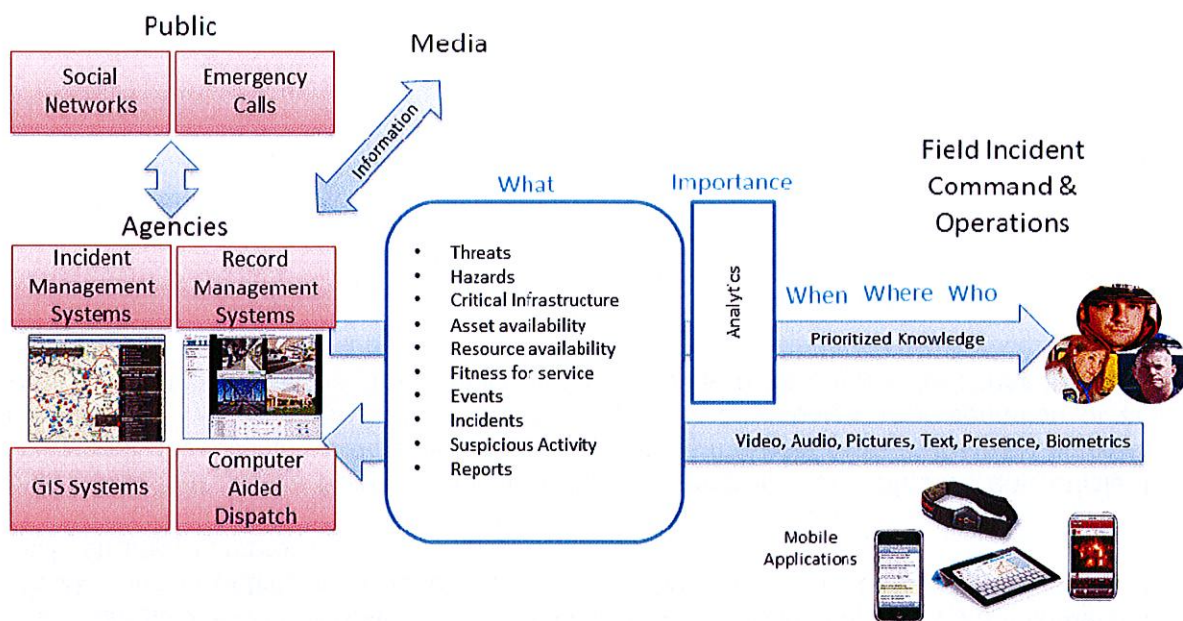 Public
Social
Networks
Emergency
Calls
Media
Information
Agencies
Incident
Management
Systems
Record
Management
Systems
GIS Systems
Computer
Aided
Dispatch
What
• Threats
• Hazards
• Critical Infrastructure
• Asset availability
• Resource availability
• Fitness for service
• Events
• Incidents
• Suspicious Activity
• Reports
Importance
Analytics
Field Incident
Command &
Operations
When Where Who
Prioritized Knowledge
Video, Audio, Pictures, Text, Presence, Biometrics
Mobile
Applications